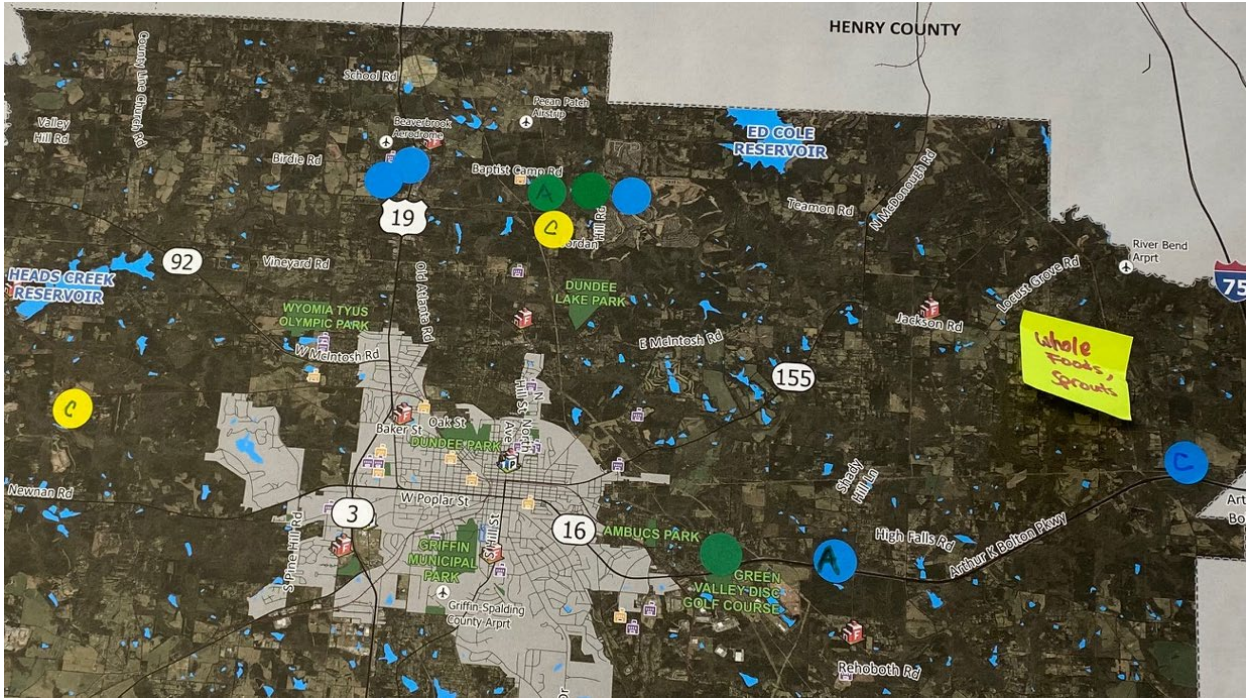 HENRY COUNTY
County Line Church Rd
School Rd
Pecan Patch
Airstrip
Valley
Hill Rd
Beaverbrook
Aerodrome
ED COLE
RESERVOIR
Birdie Rd
Baptist Camp Rd
A
Hill Rd
Teamon Rd
N McDonough Rd
19
C
Jordan
92
Vineyard Rd
Old Atlanta Rd
River Bend
Arprt
HEADS CREEK
RESERVOIR
75
Locust Grove Rd
DUNDEE
LAKE PARK
WYOMIA TYUS
OLYMPIC PARK
Jackson Rd
W McIntosh Rd
E McIntosh Rd
Whole
Foods,
Sprouts
155
C
N Hill St
North
Ave
Oak St
Baker St
DUNDEE PARK
C
Shady
Hill Ln
Newnan Rd
W Poplar St
3
16
AMBUCS PARK
S Hill St
High Falls Rd
Arthur K Bolton Pkwy
A
S Pine Hill Rd
GRIFFIN
MUNICIPAL
PARK
GREEN
VALLEY DISC
GOLF COURSE
Griffin-Spalding
County Arprt
Rehoboth Rd